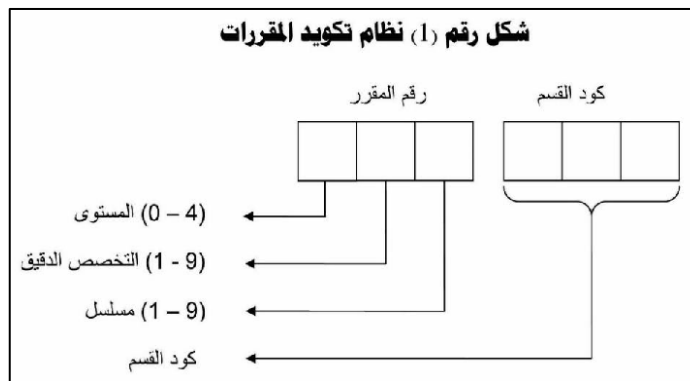 شكل رقم (1) نظام تكويد المقررات
كود القسم
رقم المقرر
(0 – 4) المستوى
(1 - 9) التخصص الدقيق
(1 – 9) مسلسل
كود القسم